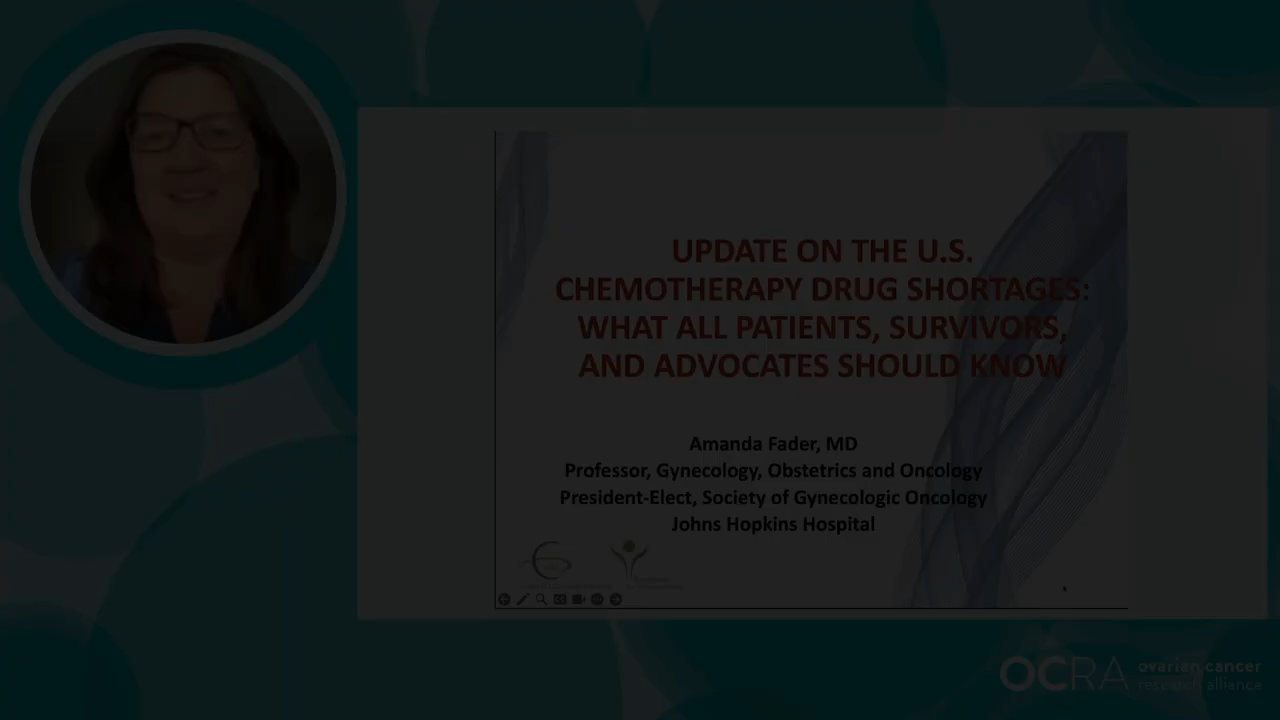 UPDATE ON THE U.S.
CHEMOTHERAPY DRUG SHORTAGES:
WHAT ALL PATIENTS, SURVIVORS,
AND ADVOCATES SHOULD KNOW
Amanda Fader, MD
Professor, Gynecology, Obstetrics and Oncology
President-Elect, Society of Gynecologic Oncology
Johns Hopkins Hospital
OCRA
ovarian cancer
research alliance